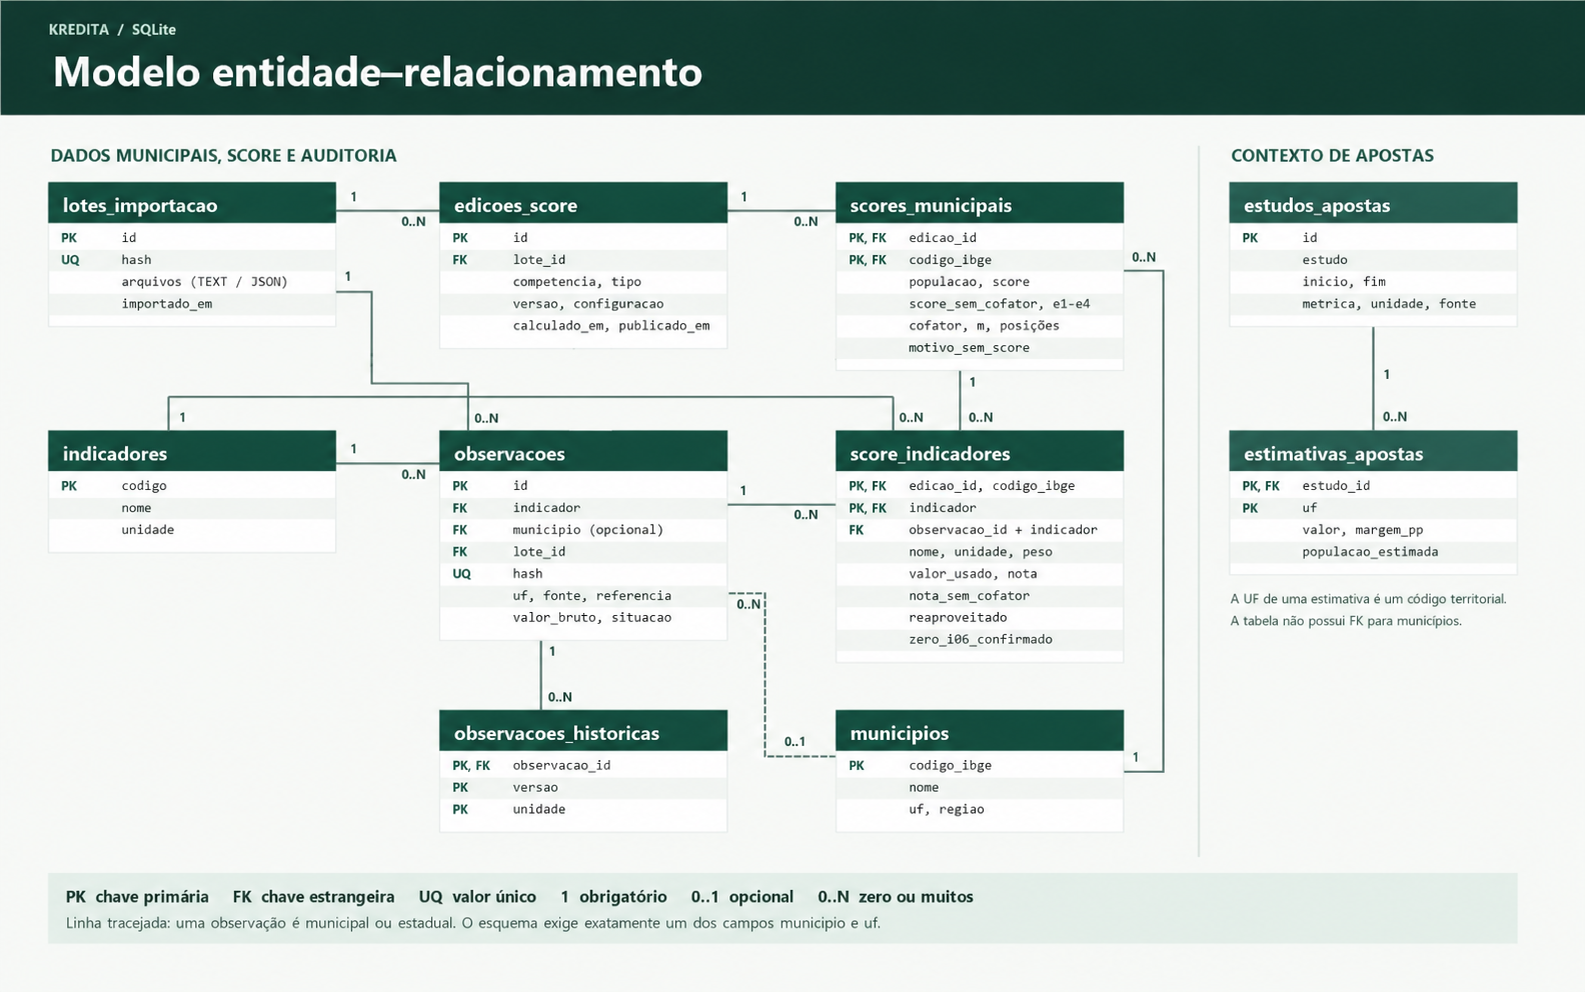 KREDITA / SQLite
Modelo entidade–relacionamento
DADOS MUNICIPAIS, SCORE E AUDITORIA
CONTEXTO DE APOSTAS
lotes_importacao
PK id
UQ hash
arquivos (TEXT / JSON)
importado_em
1
0..N
1
edicoes_score
PK id
FK lote_id
competencia, tipo
versao, configuracao
calculado_em, publicado_em
1
0..N
scores_municipais
PK, FK edicao_id
PK, FK codigo_ibge
populacao, score
score_sem_cofator, e1-e4
cofator, m, posições
motivo_sem_score
0..N
1
0..N
0..N
estudos_apostas
PK id
estudo
inicio, fim
metrica, unidade, fonte
1
0..N
1
0..N
indicadores
PK codigo
nome
unidade
1
0..N
observacoes
PK id
FK indicador
FK municipio (opcional)
FK lote_id
UQ hash
uf, fonte, referencia
valor_bruto, situacao
1
0..N
0..N
1
0..N
score_indicadores
PK, FK edicao_id, codigo_ibge
PK, FK indicador
FK observacao_id + indicador
nome, unidade, peso
valor_usado, nota
nota_sem_cofator
reaproveitado
zero_i06_confirmado
estimativas_apostas
PK, FK estudo_id
PK uf
valor, margem_pp
populacao_estimada
A UF de uma estimativa é um código territorial.
A tabela não possui FK para municípios.
observacoes_historicas
PK, FK observacao_id
PK versao
PK unidade
0..1
municipios
PK codigo_ibge
nome
uf, regiao
1
PK chave primária FK chave estrangeira UQ valor único 1 obrigatório 0..1 opcional 0..N zero ou muitos
Linha tracejada: uma observação é municipal ou estadual. O esquema exige exatamente um dos campos municipio e uf.